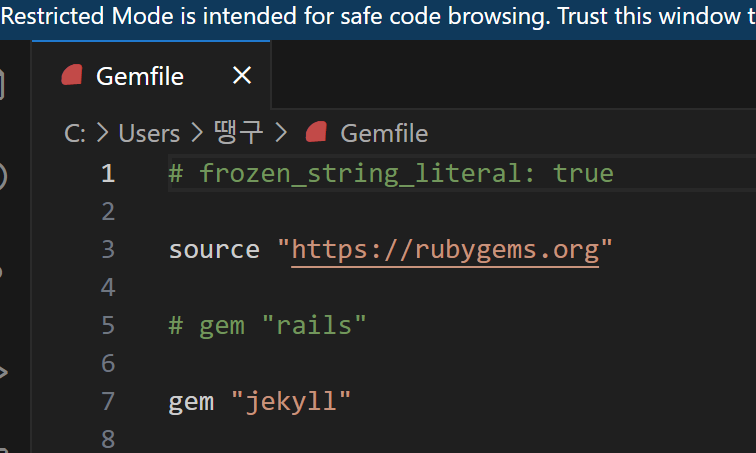 Restricted Mode is intended for safe code browsing. Trust this window t
Gemfile
C: > Users > 땡구 > Gemfile
1 # frozen_string_literal: true
2
3 source "https://rubygems.org"
4
5 # gem "rails"
6
7 gem "jekyll"
8